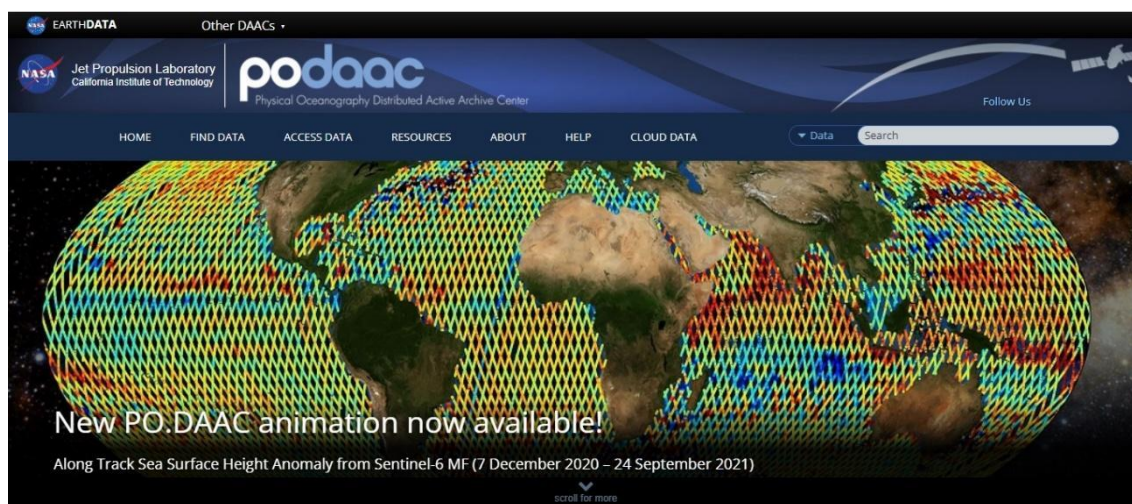 EARTHDATA
Other DAACs
NASA
Jet Propulsion Laboratory
California Institute of Technology
podaac
Physical Oceanography Distributed Active Archive Center
Follow Us
HOME FIND DATA ACCESS DATA RESOURCES ABOUT HELP CLOUD DATA
Data
Search
New PO.DAAC animation now available!
Along Track Sea Surface Height Anomaly from Sentinel-6 MF (7 December 2020 – 24 September 2021)
scroll for more